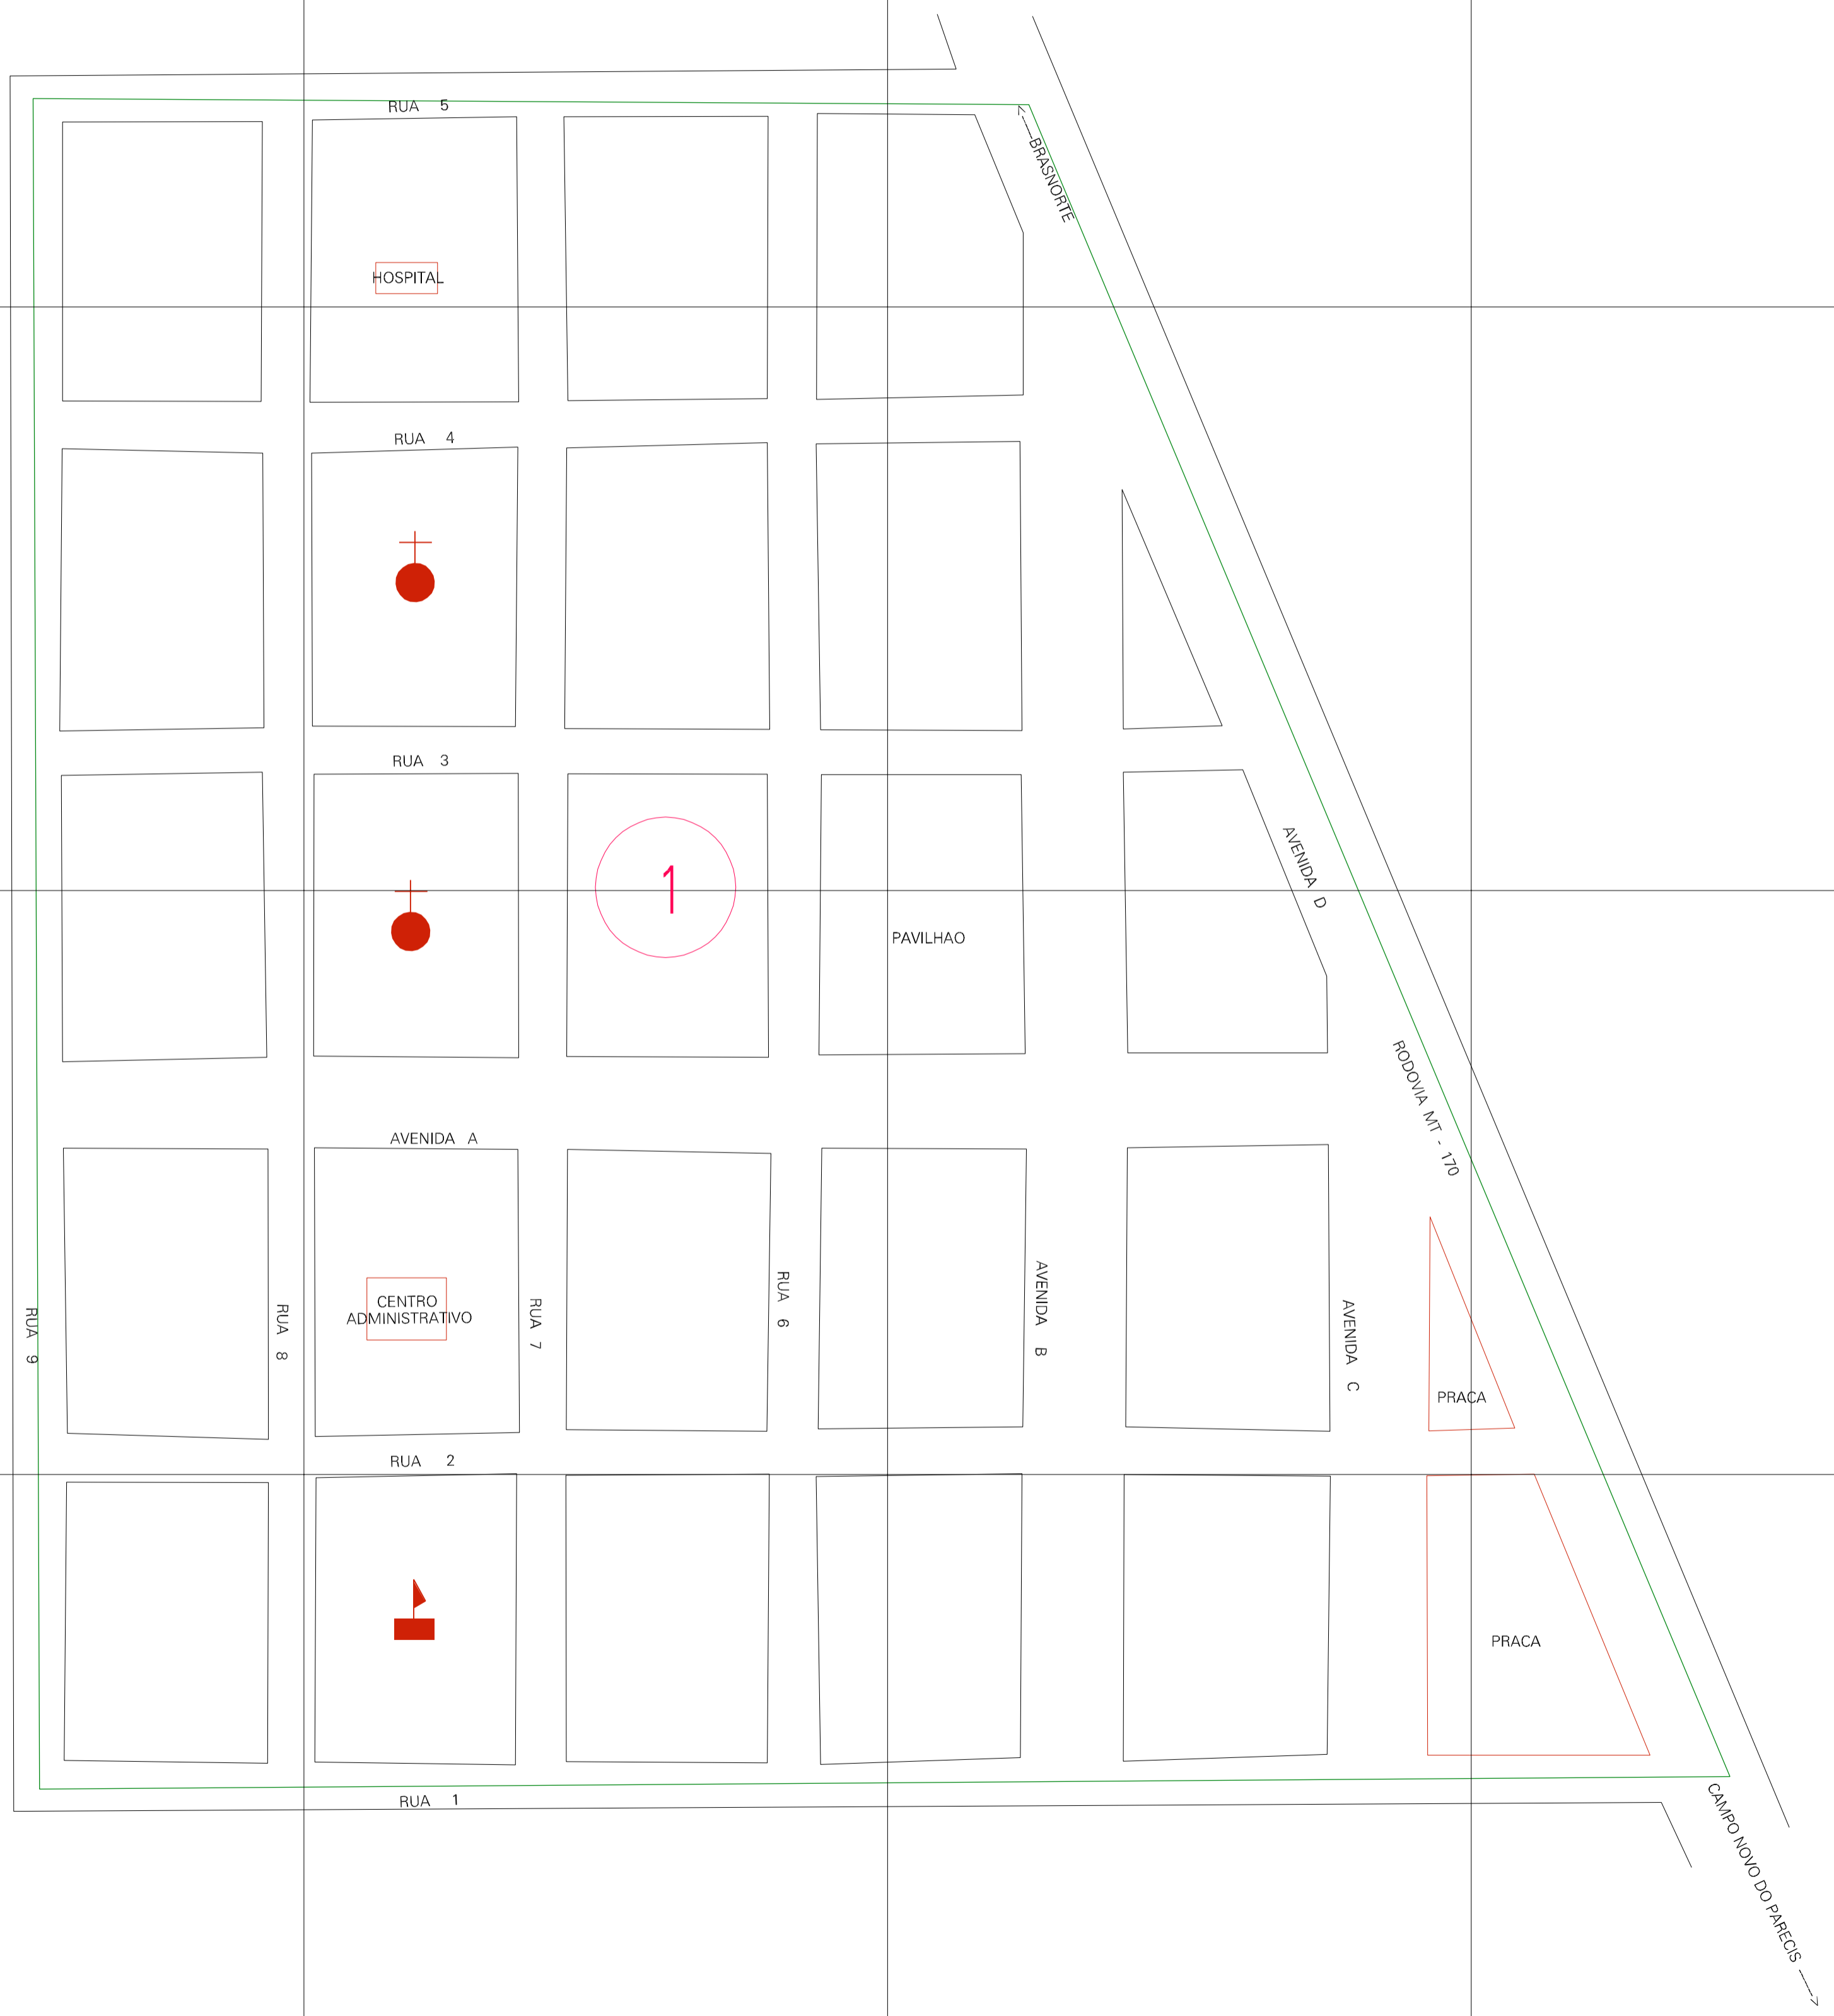 RUA 5
BRASNORTE
HOSPITAL
RUA 4
RUA 3
AVENIDA D
1
PAVILHAO
RODOVIA MT - 170
AVENIDA A
RUA 9
RUA 8
CENTRO
ADMINISTRATIVO
RUA 7
RUA 6
AVENIDA B
AVENIDA C
PRACA
RUA 2
PRACA
RUA 1
CAMPO NOVO DO PARECIS